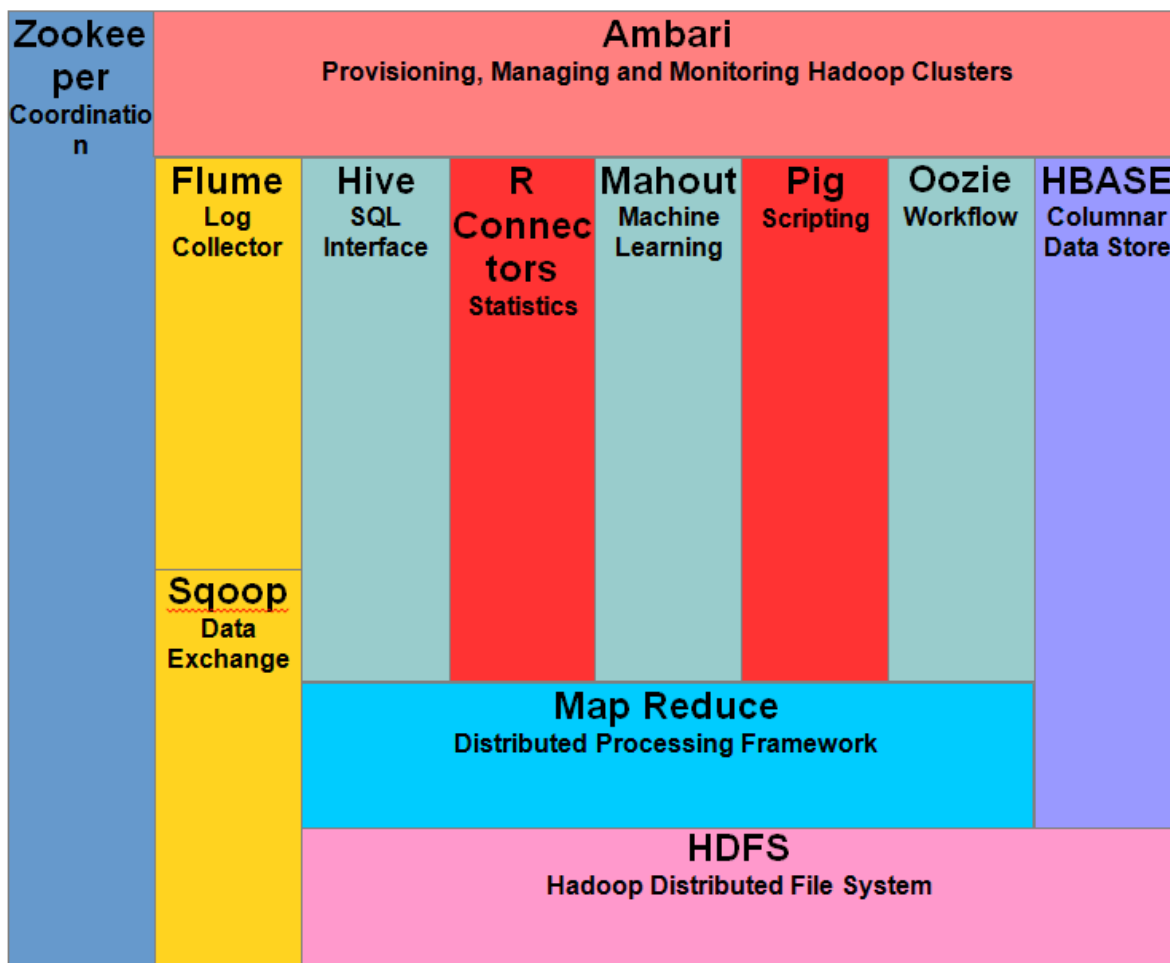 Zookee
per
Coordinatio
n
Ambari
Provisioning, Managing and Monitoring Hadoop Clusters
Flume
Log
Collector
Hive
SQL
Interface
R
Connec
tors
Statistics
Mahout
Machine
Learning
Pig
Scripting
Oozie
Workflow
HBASE
Columnar
Data Store
Sqoop
Data
Exchange
Map Reduce
Distributed Processing Framework
HDFS
Hadoop Distributed File System